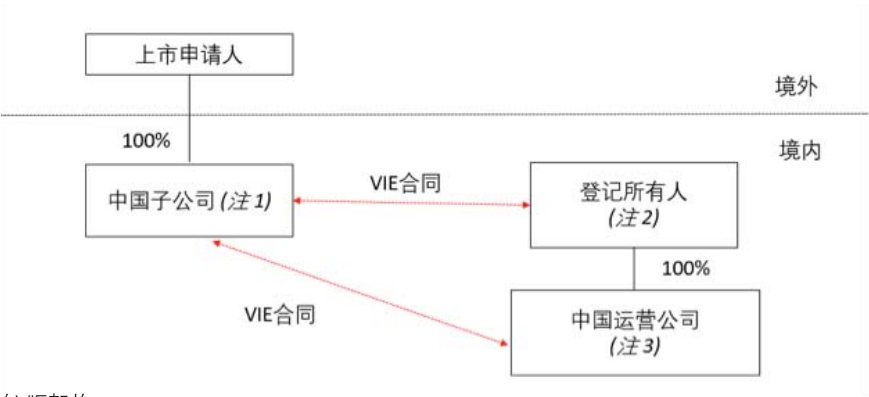 上市申请人
境外
100%
境内
中国子公司(注1)
VIE合同
登记所有人
(注2)
100%
VIE合同
中国运营公司
(注3)